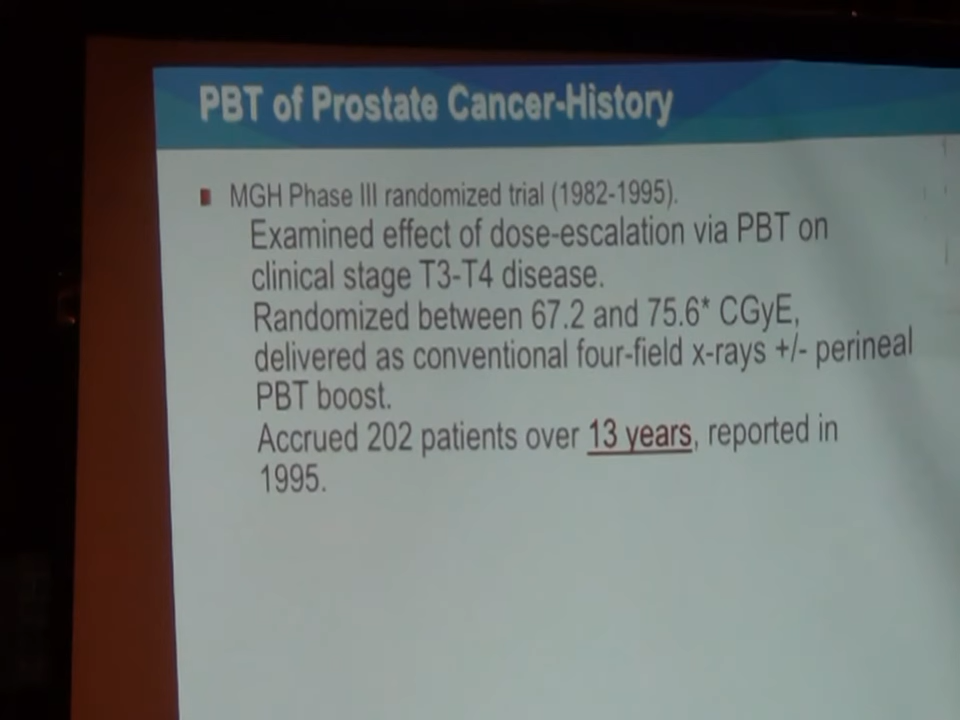 PBT of Prostate Cancer-History
MGH Phase III randomized trial (1982-1995).
Examined effect of dose-escalation via PBT on
clinical stage T3-T4 disease.
Randomized between 67.2 and 75.6* CGyE,
delivered as conventional four-field x-rays +/- perineal
PBT boost.
Accrued 202 patients over 13 years, reported in
1995.